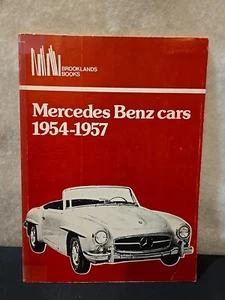 BROOKLANDS
BOOKS
Mercedes Benz cars
1954-1957